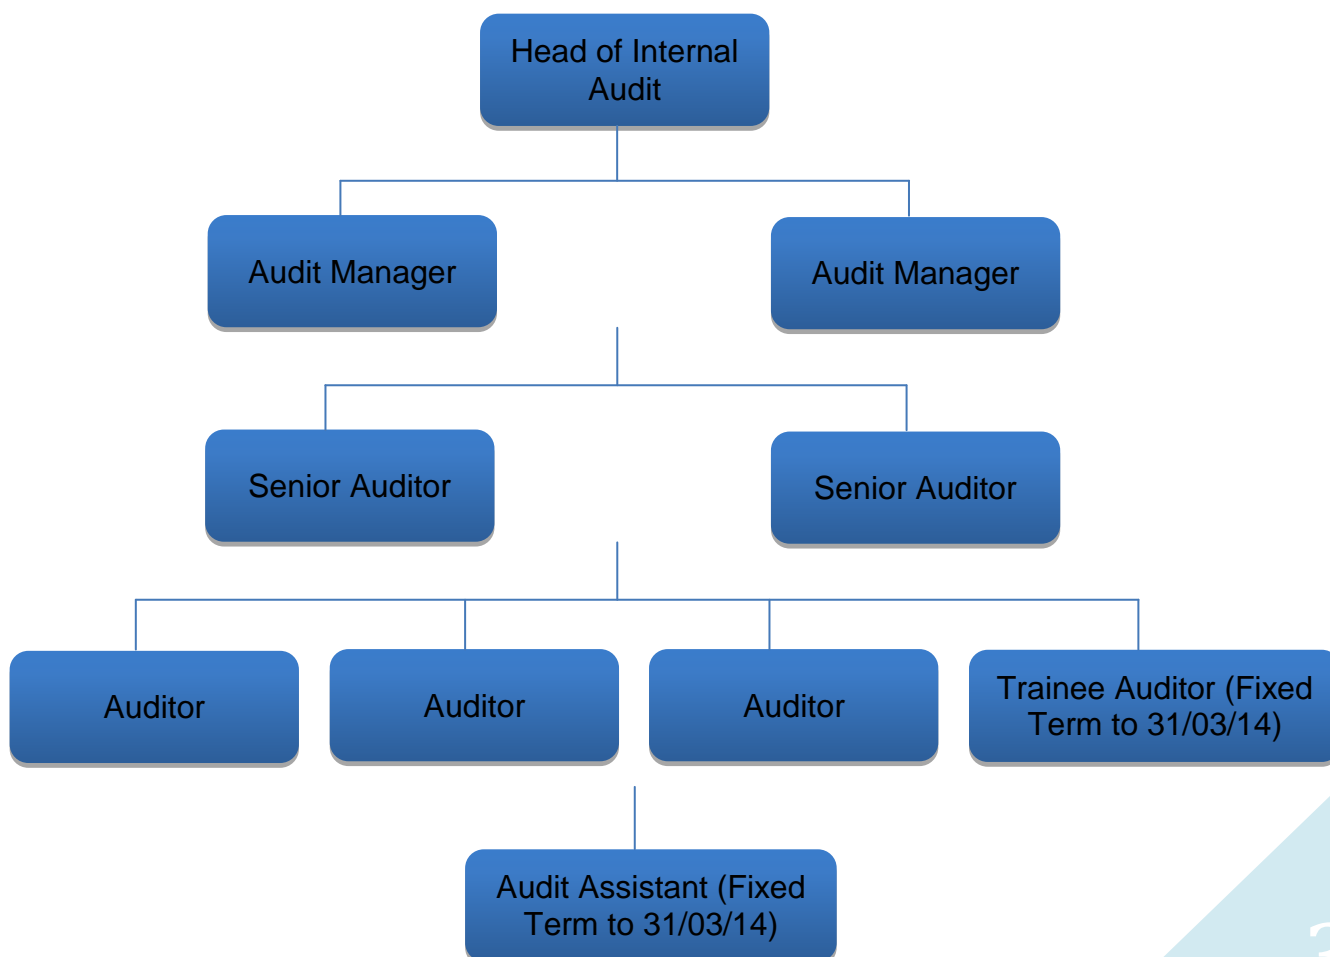 Head of Internal
Audit
Audit Manager
Audit Manager
Senior Auditor
Senior Auditor
Auditor
Auditor
Auditor
Trainee Auditor (Fixed
Term to 31/03/14)
Audit Assistant (Fixed
Term to 31/03/14)